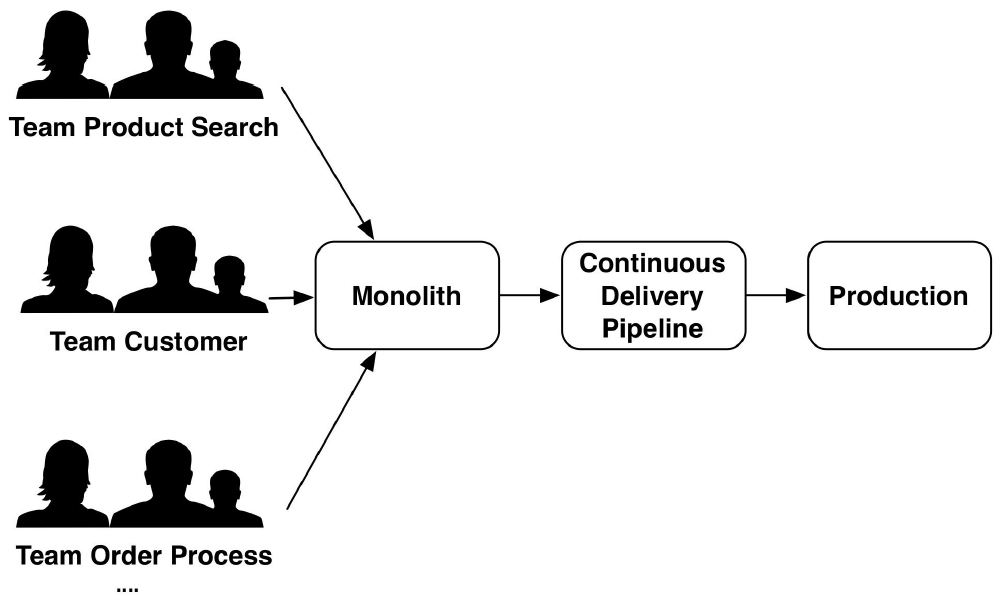 Team Product Search
Team Customer
Team Order Process
....
Monolith
Continuous
Delivery
Pipeline
Production